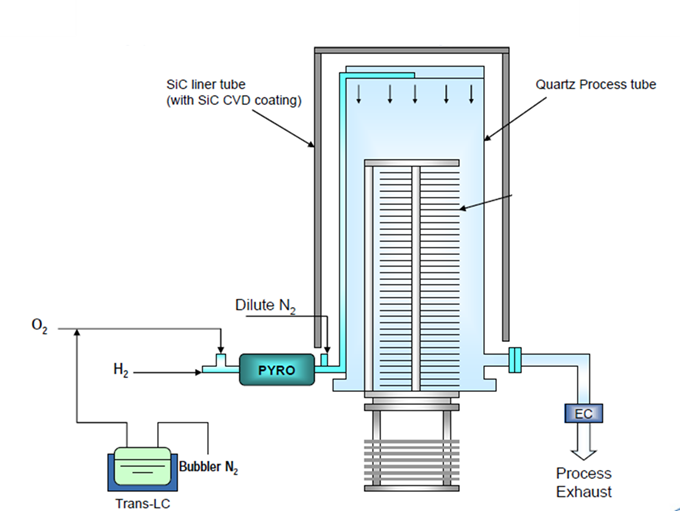 SiC liner tube
(with SiC CVD coating)
Quartz Process tube
Dilute N₂
O₂
H₂
PYRO
EC
Bubbler N₂
Trans-LC
Process
Exhaust